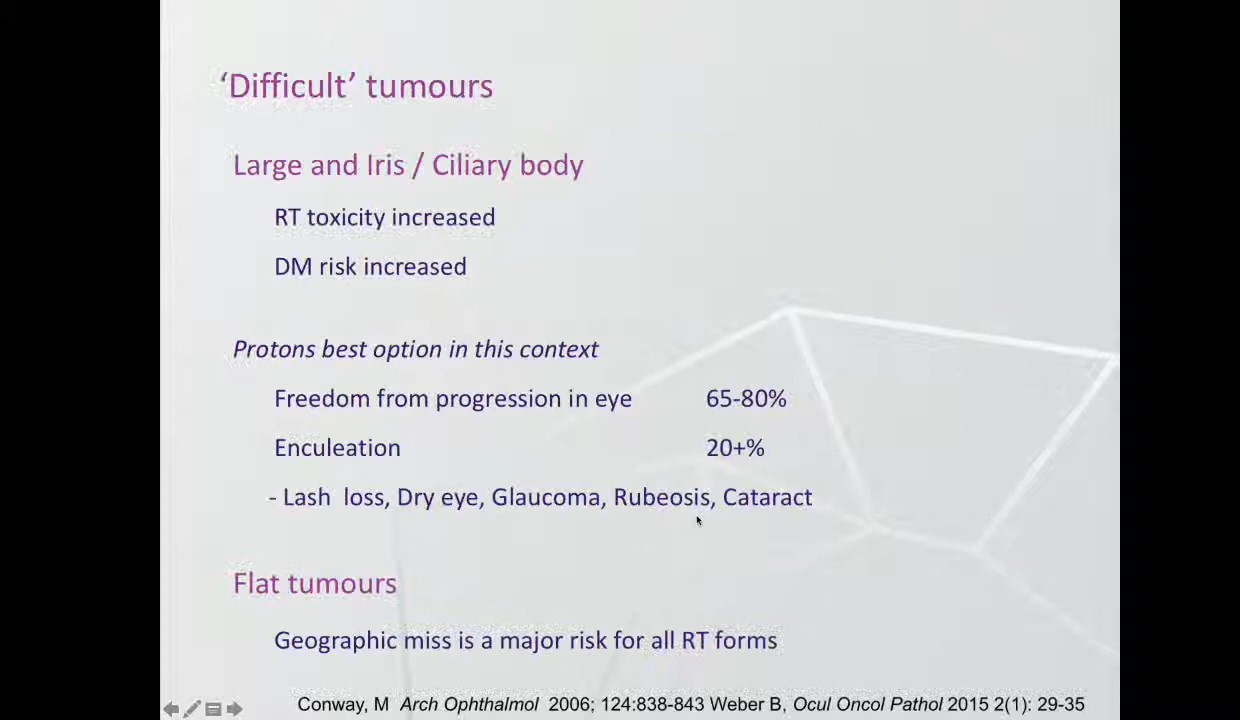 ‘Difficult’ tumours
Large and Iris / Ciliary body
RT toxicity increased
DM risk increased
Protons best option in this context
Freedom from progression in eye 65-80%
Enculeation 20+%
- Lash loss, Dry eye, Glaucoma, Rubeosis, Cataract
Flat tumours
Geographic miss is a major risk for all RT forms
Conway, M Arch Ophthalmol 2006; 124:838-843 Weber B, Ocul Oncol Pathol 2015 2(1): 29-35